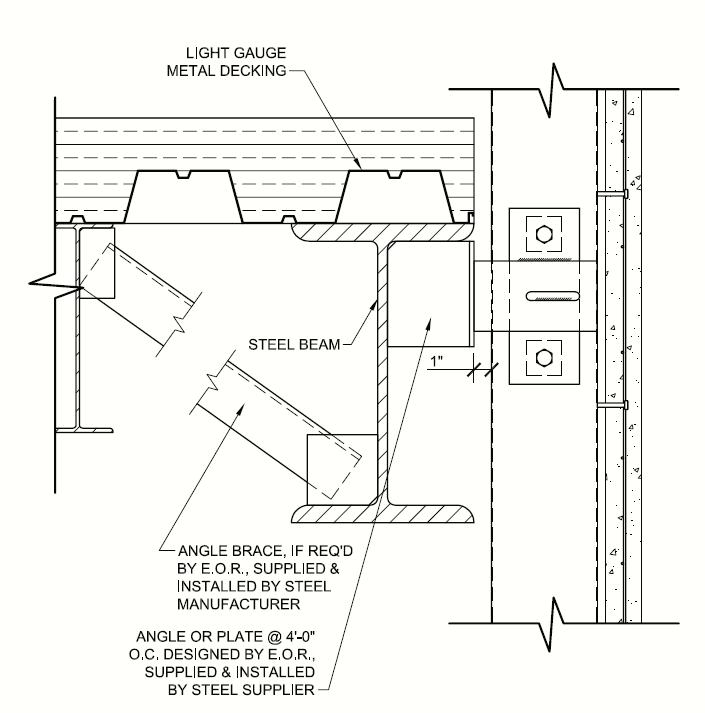 LIGHT GAUGE
METAL DECKING
STEEL BEAM
1"
ANGLE BRACE, IF REQ'D
BY E.O.R., SUPPLIED &
INSTALLED BY STEEL
MANUFACTURER
ANGLE OR PLATE @ 4'-0"
O.C. DESIGNED BY E.O.R.,
SUPPLIED & INSTALLED
BY STEEL SUPPLIER